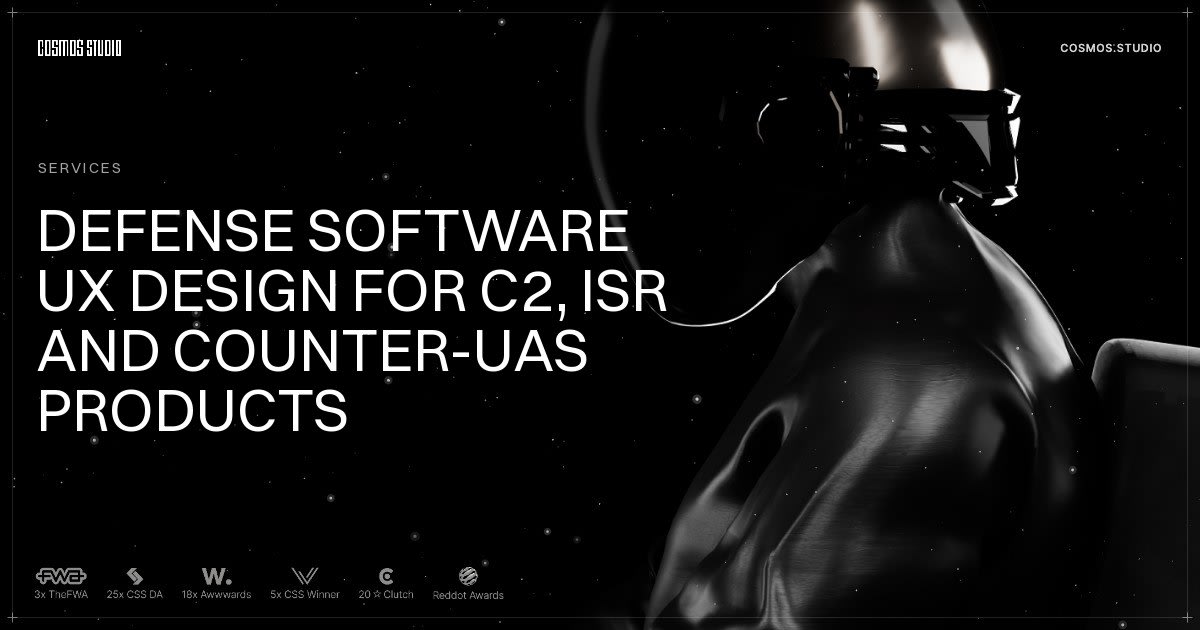 COSMOS STUDIO
COSMOS.STUDIO
SERVICES
DEFENSE SOFTWARE
UX DESIGN FOR C2, ISR
AND COUNTER-UAS
PRODUCTS
FWA
W.
3x TheFWA
25x CSS DA
18x Awwwards
5x CSS Winner
20 ☆ Clutch
Reddot Awards